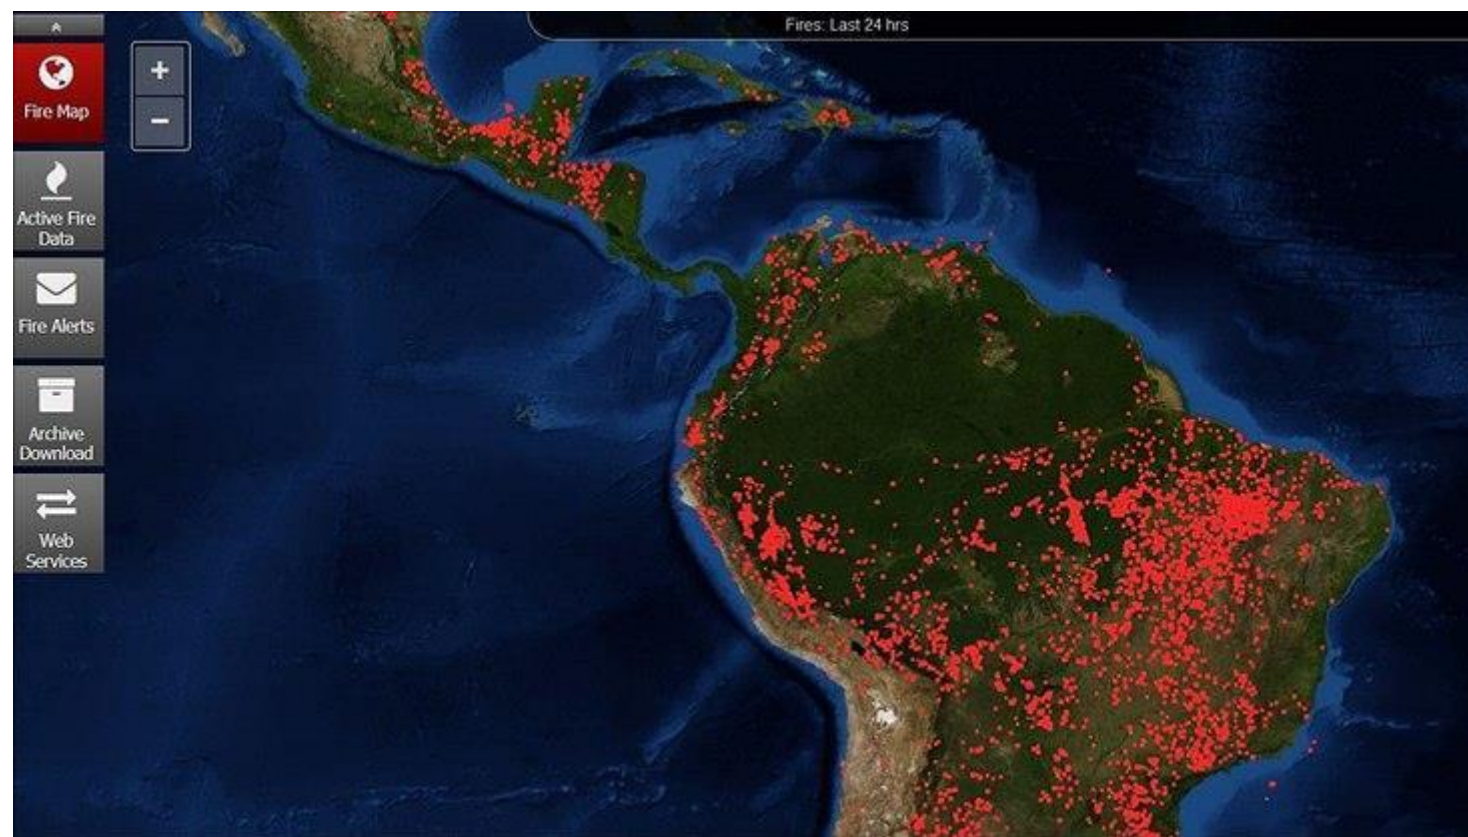 Fires: Last 24 hrs
+
−
Fire Map
Active Fire
Data
Fire Alerts
Archive
Download
Web
Services